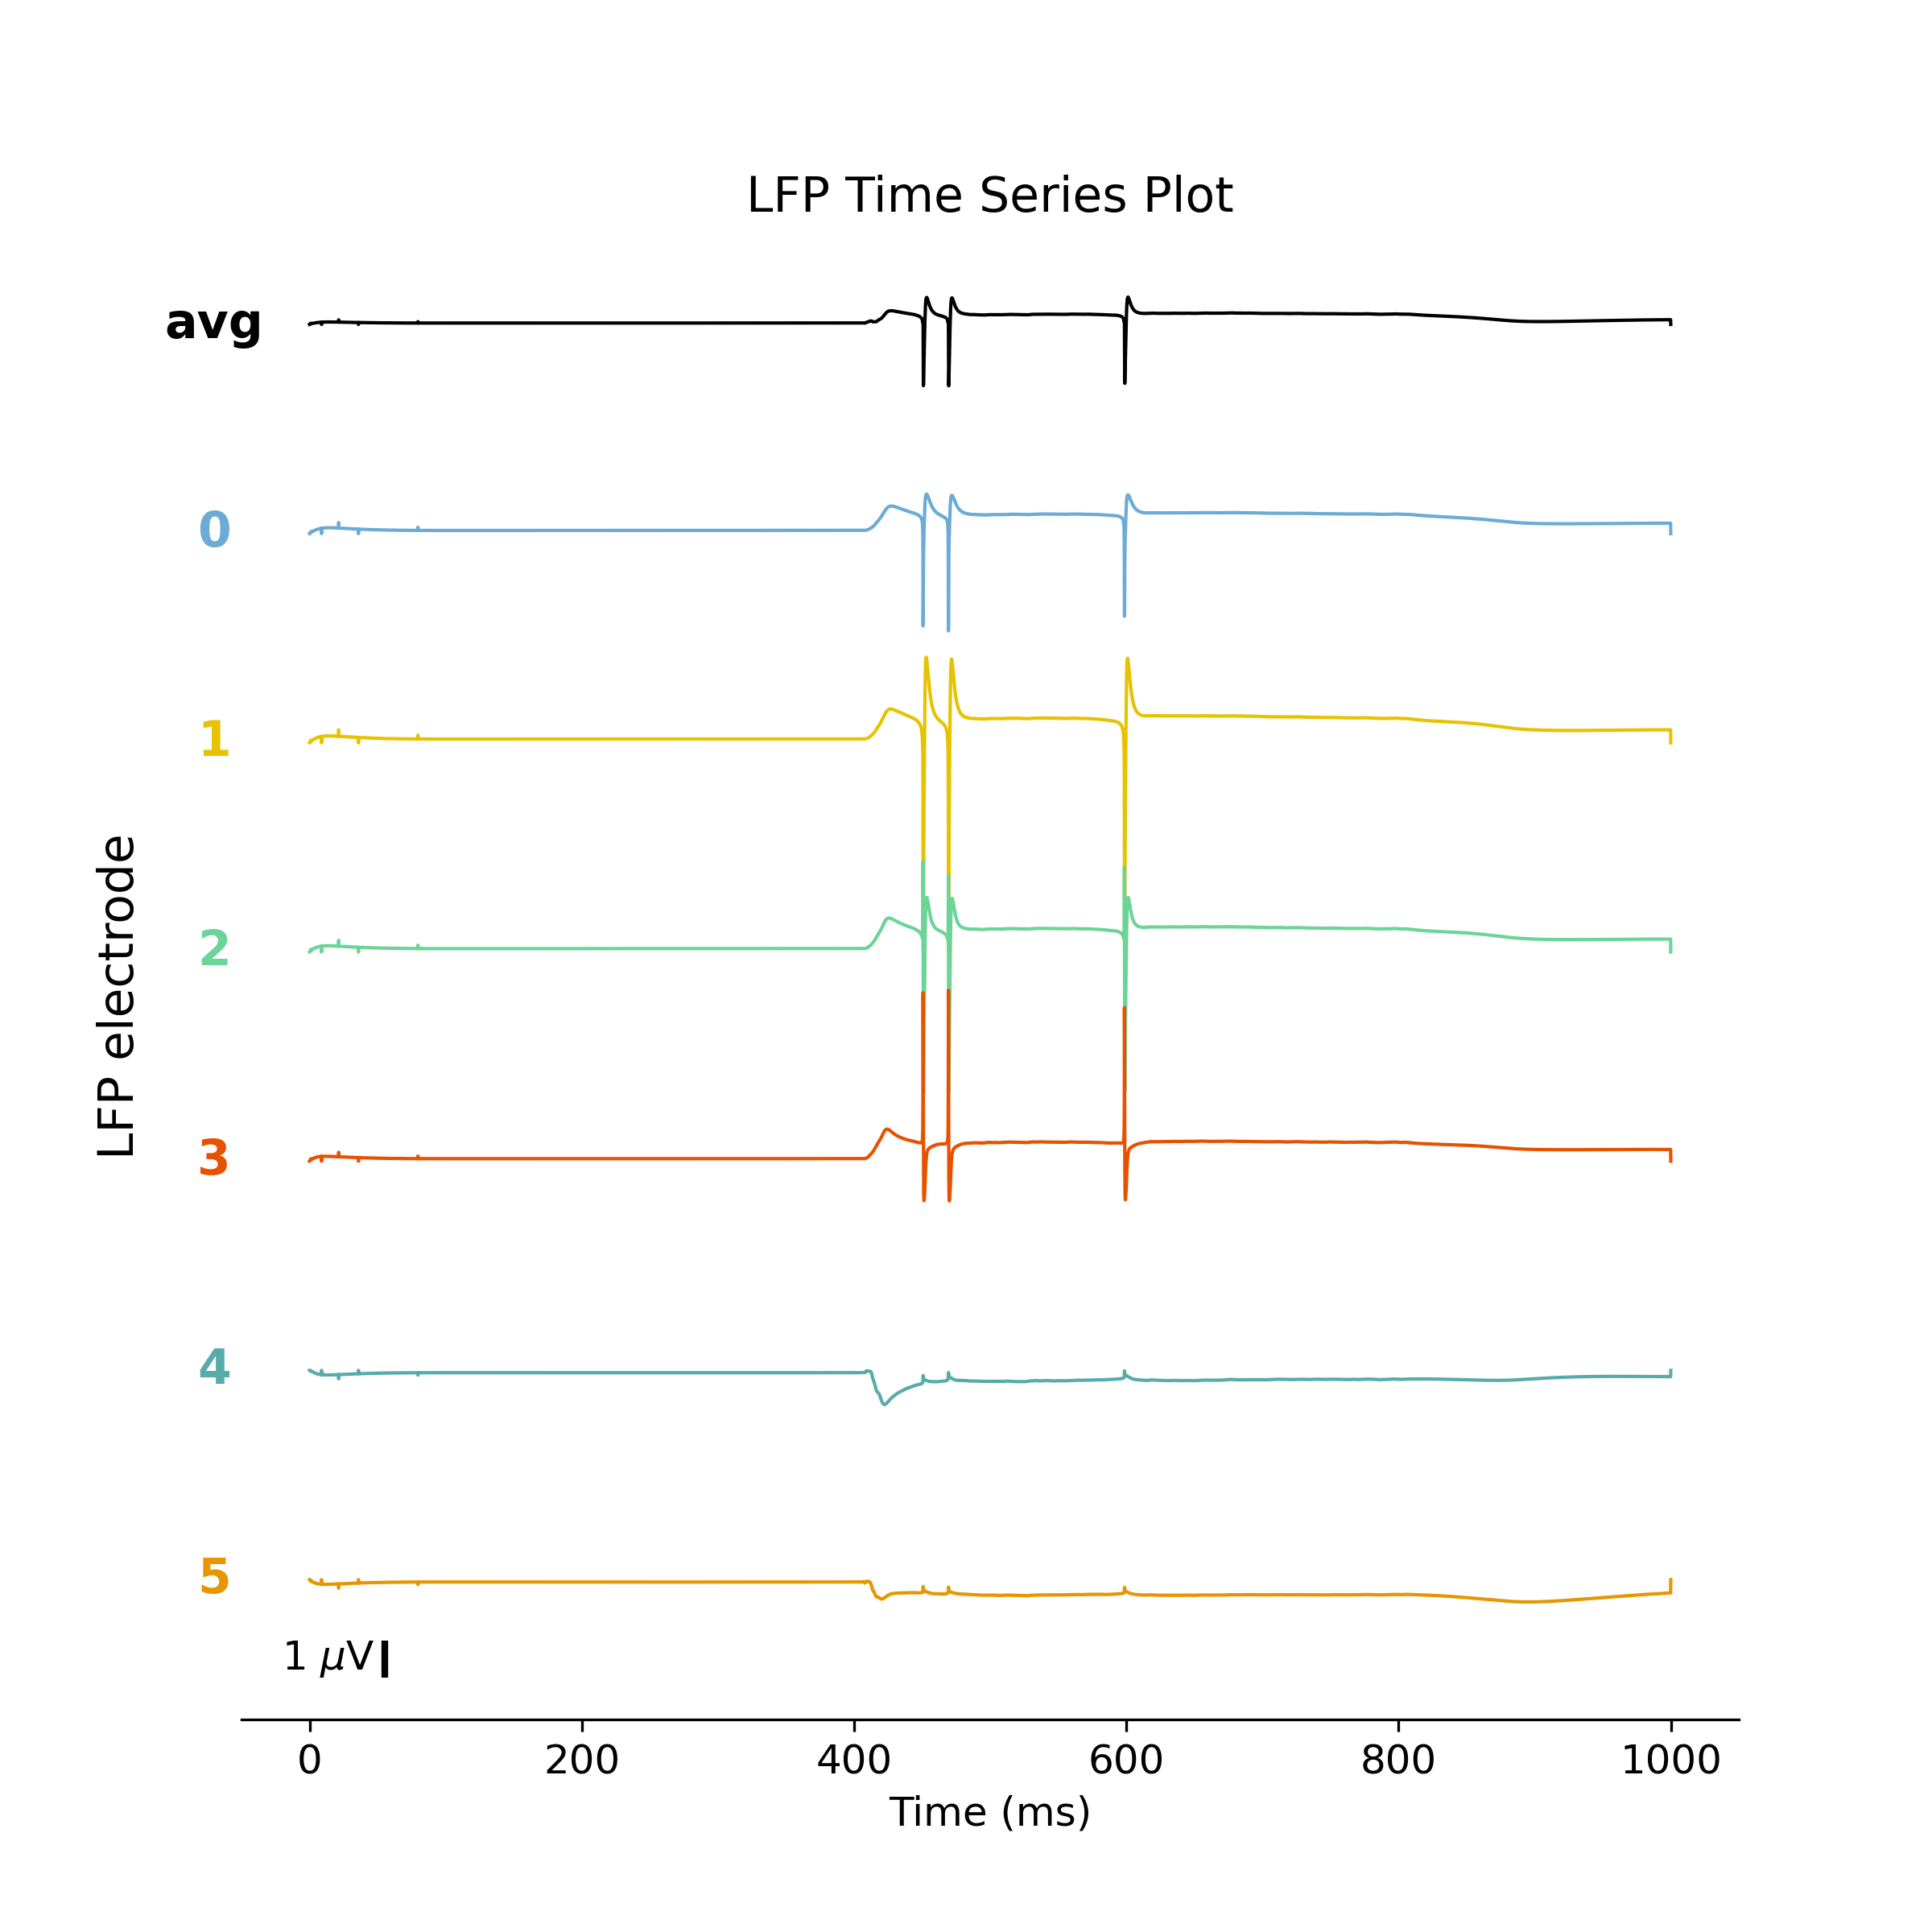 LFP Time Series Plot
avg
0
1
2
3
4
5
LFP electrode
1 μV
0 200 400 600 800 1000
Time (ms)